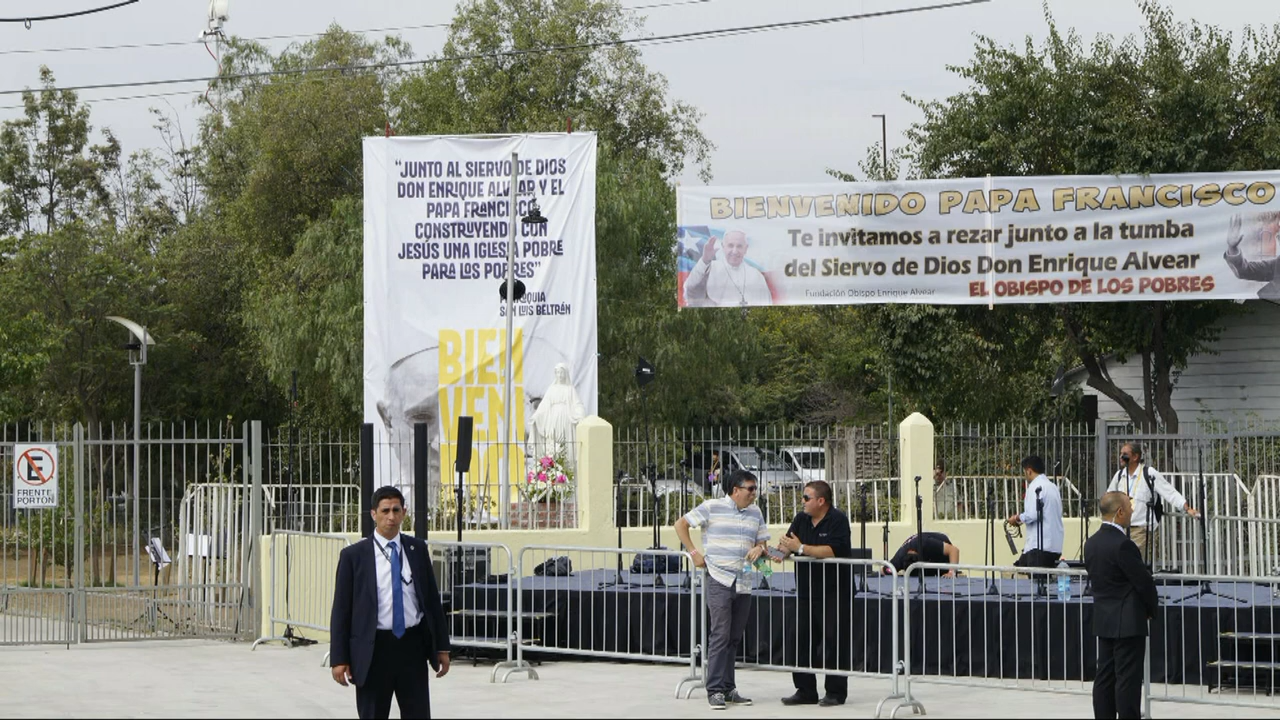 "JUNTO AL SIERVO DE DIOS
DON ENRIQUE ALVEAR Y EL
PAPA FRANCISCO
CONSTRUYENDO CON
JESÚS UNA IGLESIA POBRE
PARA LOS POBRES"
PARROQUIA
SAN LUIS BELTRÁN
BIEN
VENI
DO
BIENVENIDO PAPA FRANCISCO
Te invitamos a rezar junto a la tumba
del Siervo de Dios Don Enrique Alvear
Fundación Obispo Enrique Alvear
EL OBISPO DE LOS POBRES
E
FRENTE
PORTON